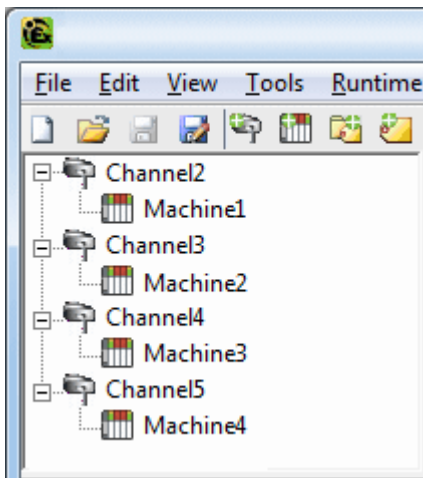 File Edit View Tools Runtime
Channel2
Machine1
Channel3
Machine2
Channel4
Machine3
Channel5
Machine4